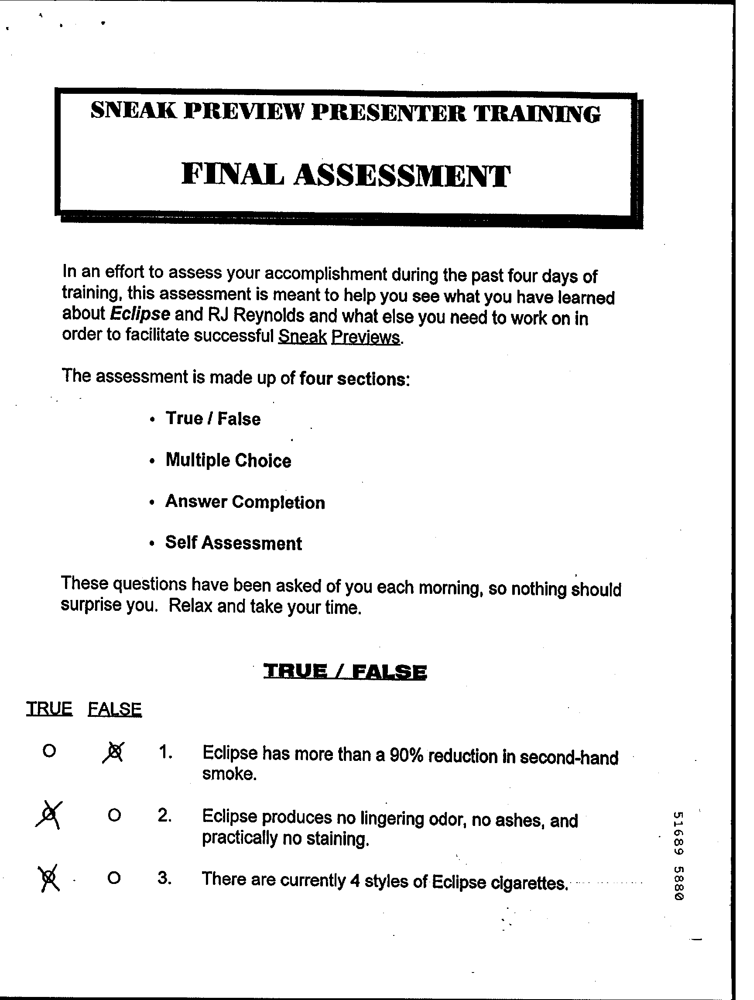 SNEAK PREVIEW PRESENTER TRAINING
FINAL ASSESSMENT
In an effort to assess your accomplishment during the past four days of
training, this assessment is meant to help you see what you have learned
about Eclipse and RJ Reynolds and what else you need to work on in
order to facilitate successful Sneak Previews.
The assessment is made up of four sections:
• True / False
• Multiple Choice
• Answer Completion
• Self Assessment
These questions have been asked of you each morning, so nothing should
surprise you. Relax and take your time.
TRUE / FALSE
TRUE FALSE
1. Eclipse has more than a 90% reduction in second-hand
smoke.
2. Eclipse produces no lingering odor, no ashes, and
practically no staining.
3. There are currently 4 styles of Eclipse cigarettes.
51689 5880